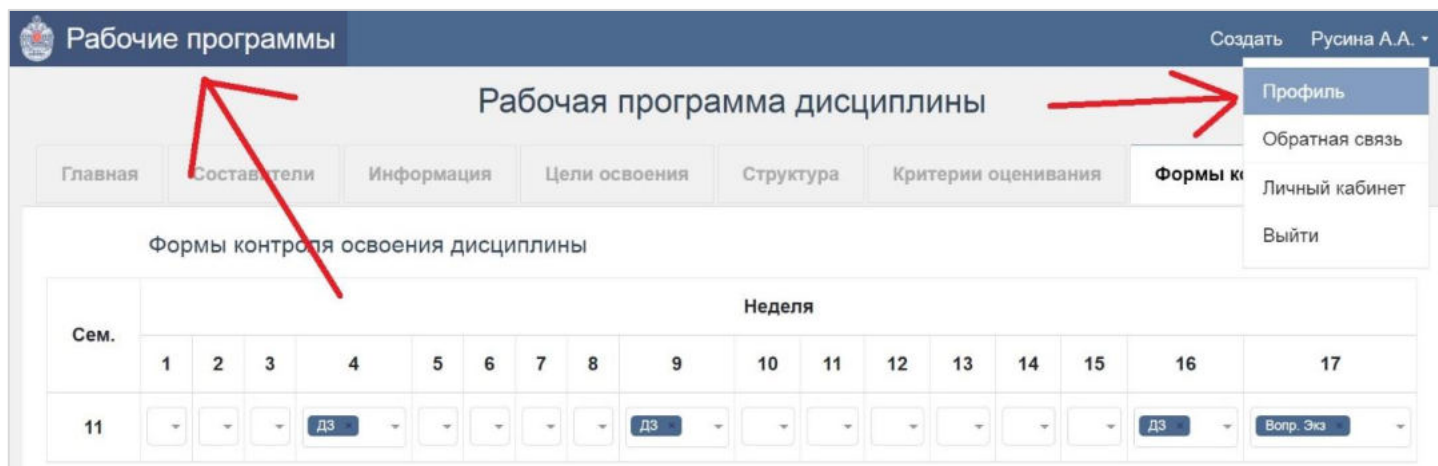 Рабочие программы Создать Русина А.А.
Рабочая программа дисциплины Профиль
Обратная связь
Главная Составители Информация Цели освоения Структура Критерии оценивания Формы ко
Личный кабинет
Формы контроля освоения дисциплины Выйти
Сем. Неделя
1 2 3 4 5 6 7 8 9 10 11 12 13 14 15 16 17
11 ДЗ × ДЗ × ДЗ × Вопр. Экз ×